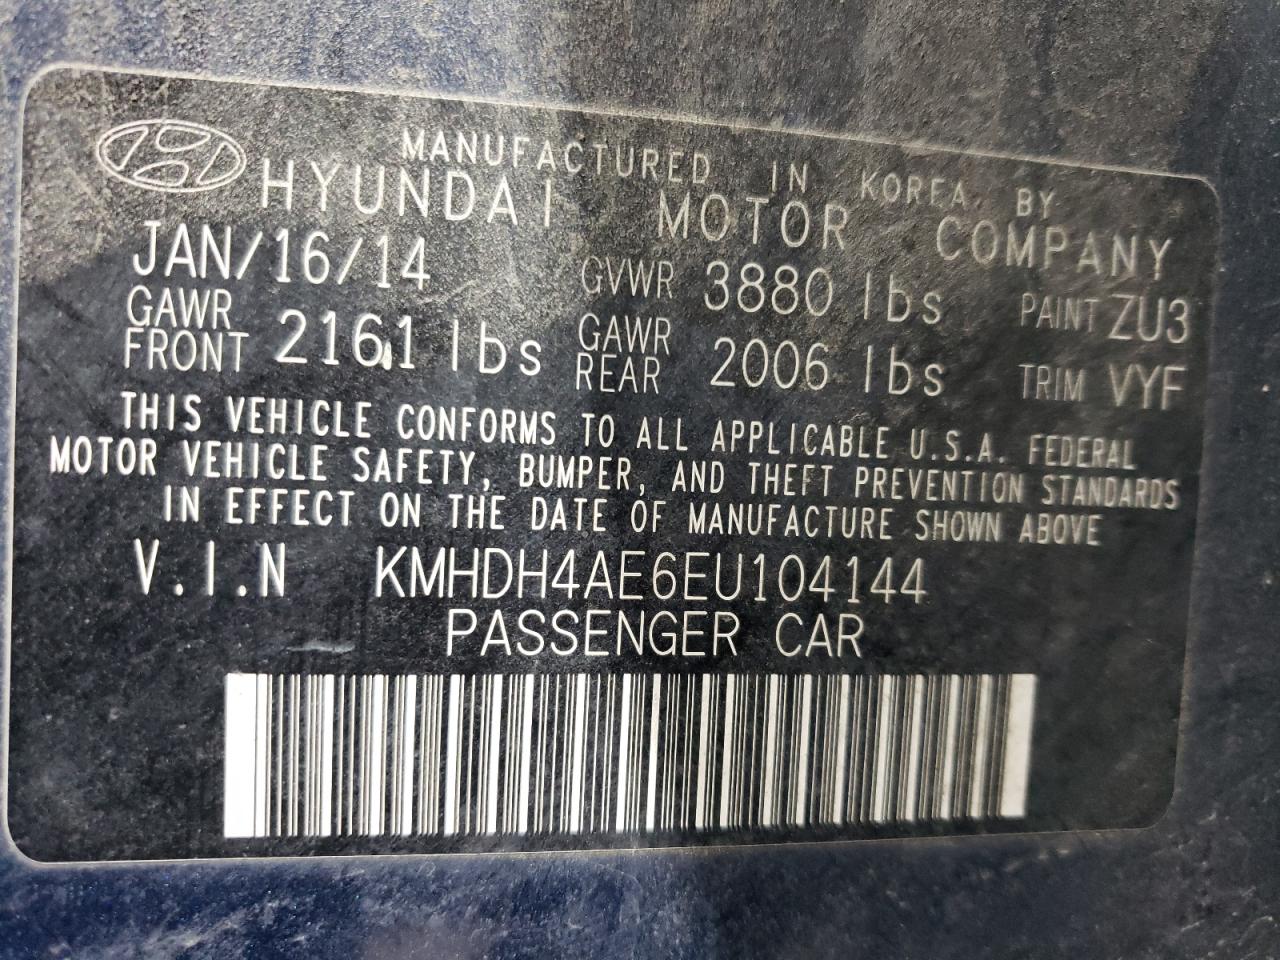 MANUFACTURED IN KOREA BY
HYUNDAI MOTOR COMPANY
JAN/16/14 GVWR 3880 lbs PAINT ZU3
GAWR FRONT 2161 lbs GAWR REAR 2006 lbs TRIM VYF
THIS VEHICLE CONFORMS TO ALL APPLICABLE U.S.A. FEDERAL
MOTOR VEHICLE SAFETY, BUMPER, AND THEFT PREVENTION STANDARDS
IN EFFECT ON THE DATE OF MANUFACTURE SHOWN ABOVE
V.I.N KMHDH4AE6EU104144
PASSENGER CAR